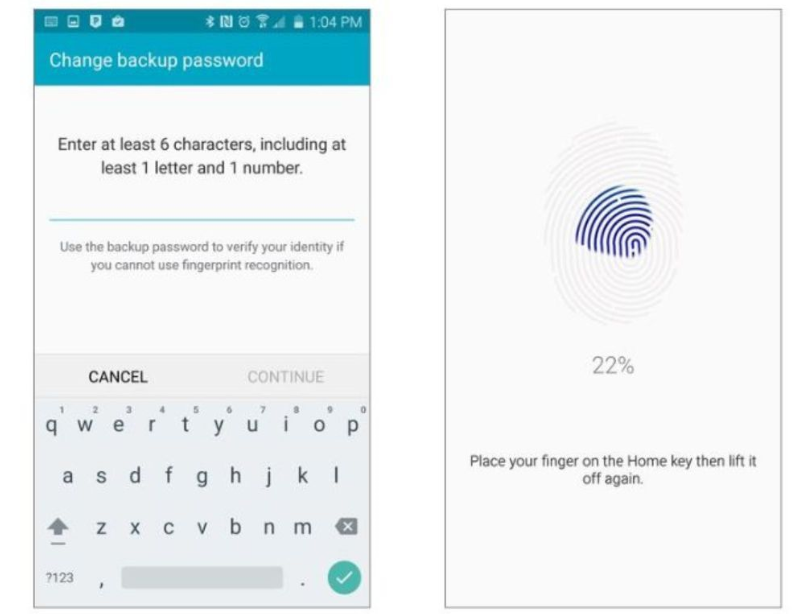 1:04 PM
Change backup password
Enter at least 6 characters, including at
least 1 letter and 1 number.
Use the backup password to verify your identity if
you cannot use fingerprint recognition.
CANCEL CONTINUE
1 2 3 4 5 6 7 8 9 0
q w e r t y u i o p
a s d f g h j k l
z x c v b n m
?123 , .
22%
Place your finger on the Home key then lift it
off again.